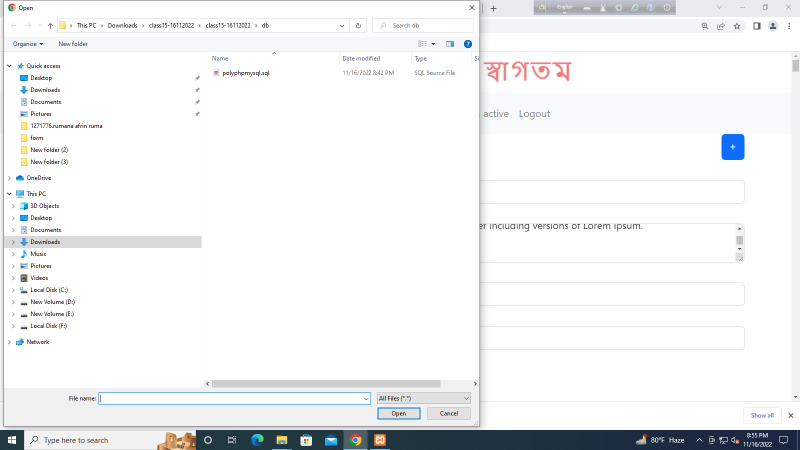 Open
This PC > Downloads > class15-16112022 > class15-16112022 > db
Search db
English
Organize
New folder
Name
Date modified
Type
Si
polyphpmysql.sql
11/16/2022 8:42 PM
SQL Source File
Quick access
Desktop
Downloads
Documents
Pictures
1271776.rumana afrin ruma
form
New folder (2)
New folder (3)
OneDrive
This PC
3D Objects
Desktop
Documents
Downloads
Music
Pictures
Videos
Local Disk (C:)
New Volume (D:)
New Volume (E:)
Local Disk (F:)
Network
File name:
All Files (*.*)
Open
Cancel
স্বাগতম
active
Logout
+
er including versions of Lorem Ipsum.
Show all
Type here to search
80°F Haze
8:55 PM
11/16/2022